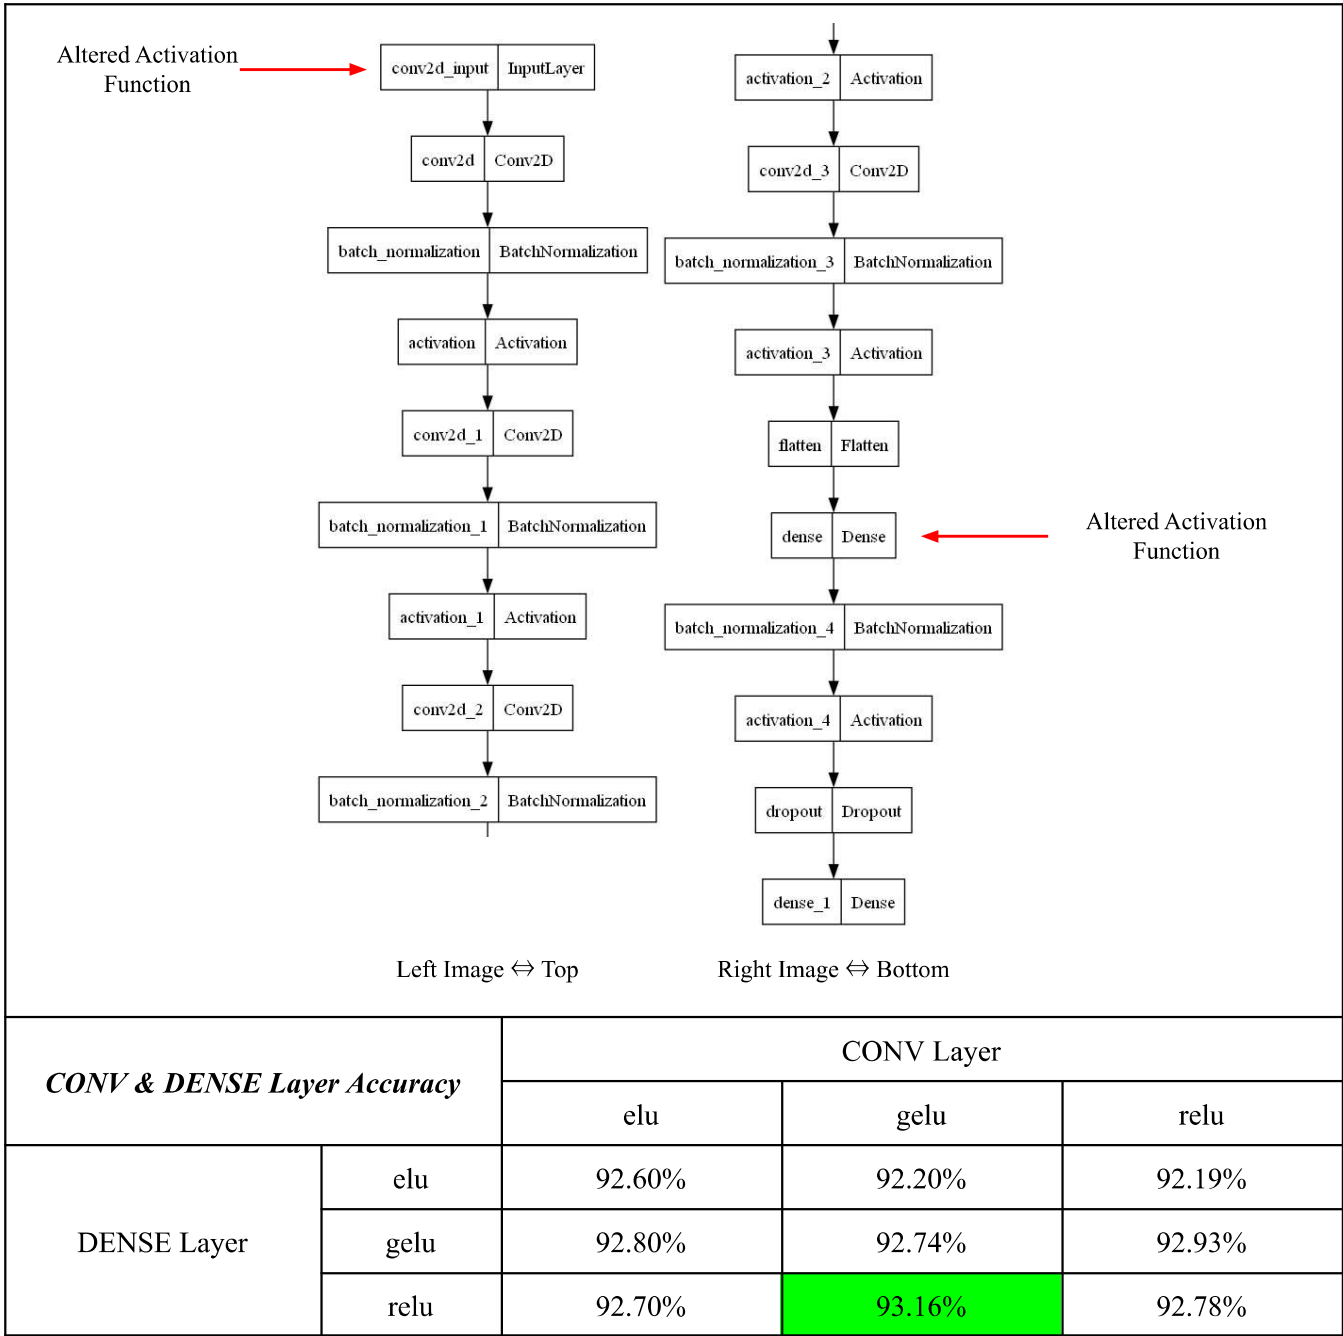 Altered Activation
Function
conv2d_input InputLayer
conv2d Conv2D
batch_normalization BatchNormalization
activation Activation
conv2d_1 Conv2D
batch_normalization_1 BatchNormalization
activation_1 Activation
conv2d_2 Conv2D
batch_normalization_2 BatchNormalization
Left Image ⇔ Top
activation_2 Activation
conv2d_3 Conv2D
batch_normalization_3 BatchNormalization
activation_3 Activation
flatten Flatten
dense Dense
Altered Activation
Function
batch_normalization_4 BatchNormalization
activation_4 Activation
dropout Dropout
dense_1 Dense
Right Image ⇔ Bottom
CONV & DENSE Layer Accuracy
CONV Layer
elu gelu relu
DENSE Layer
elu 92.60% 92.20% 92.19%
gelu 92.80% 92.74% 92.93%
relu 92.70% 93.16% 92.78%